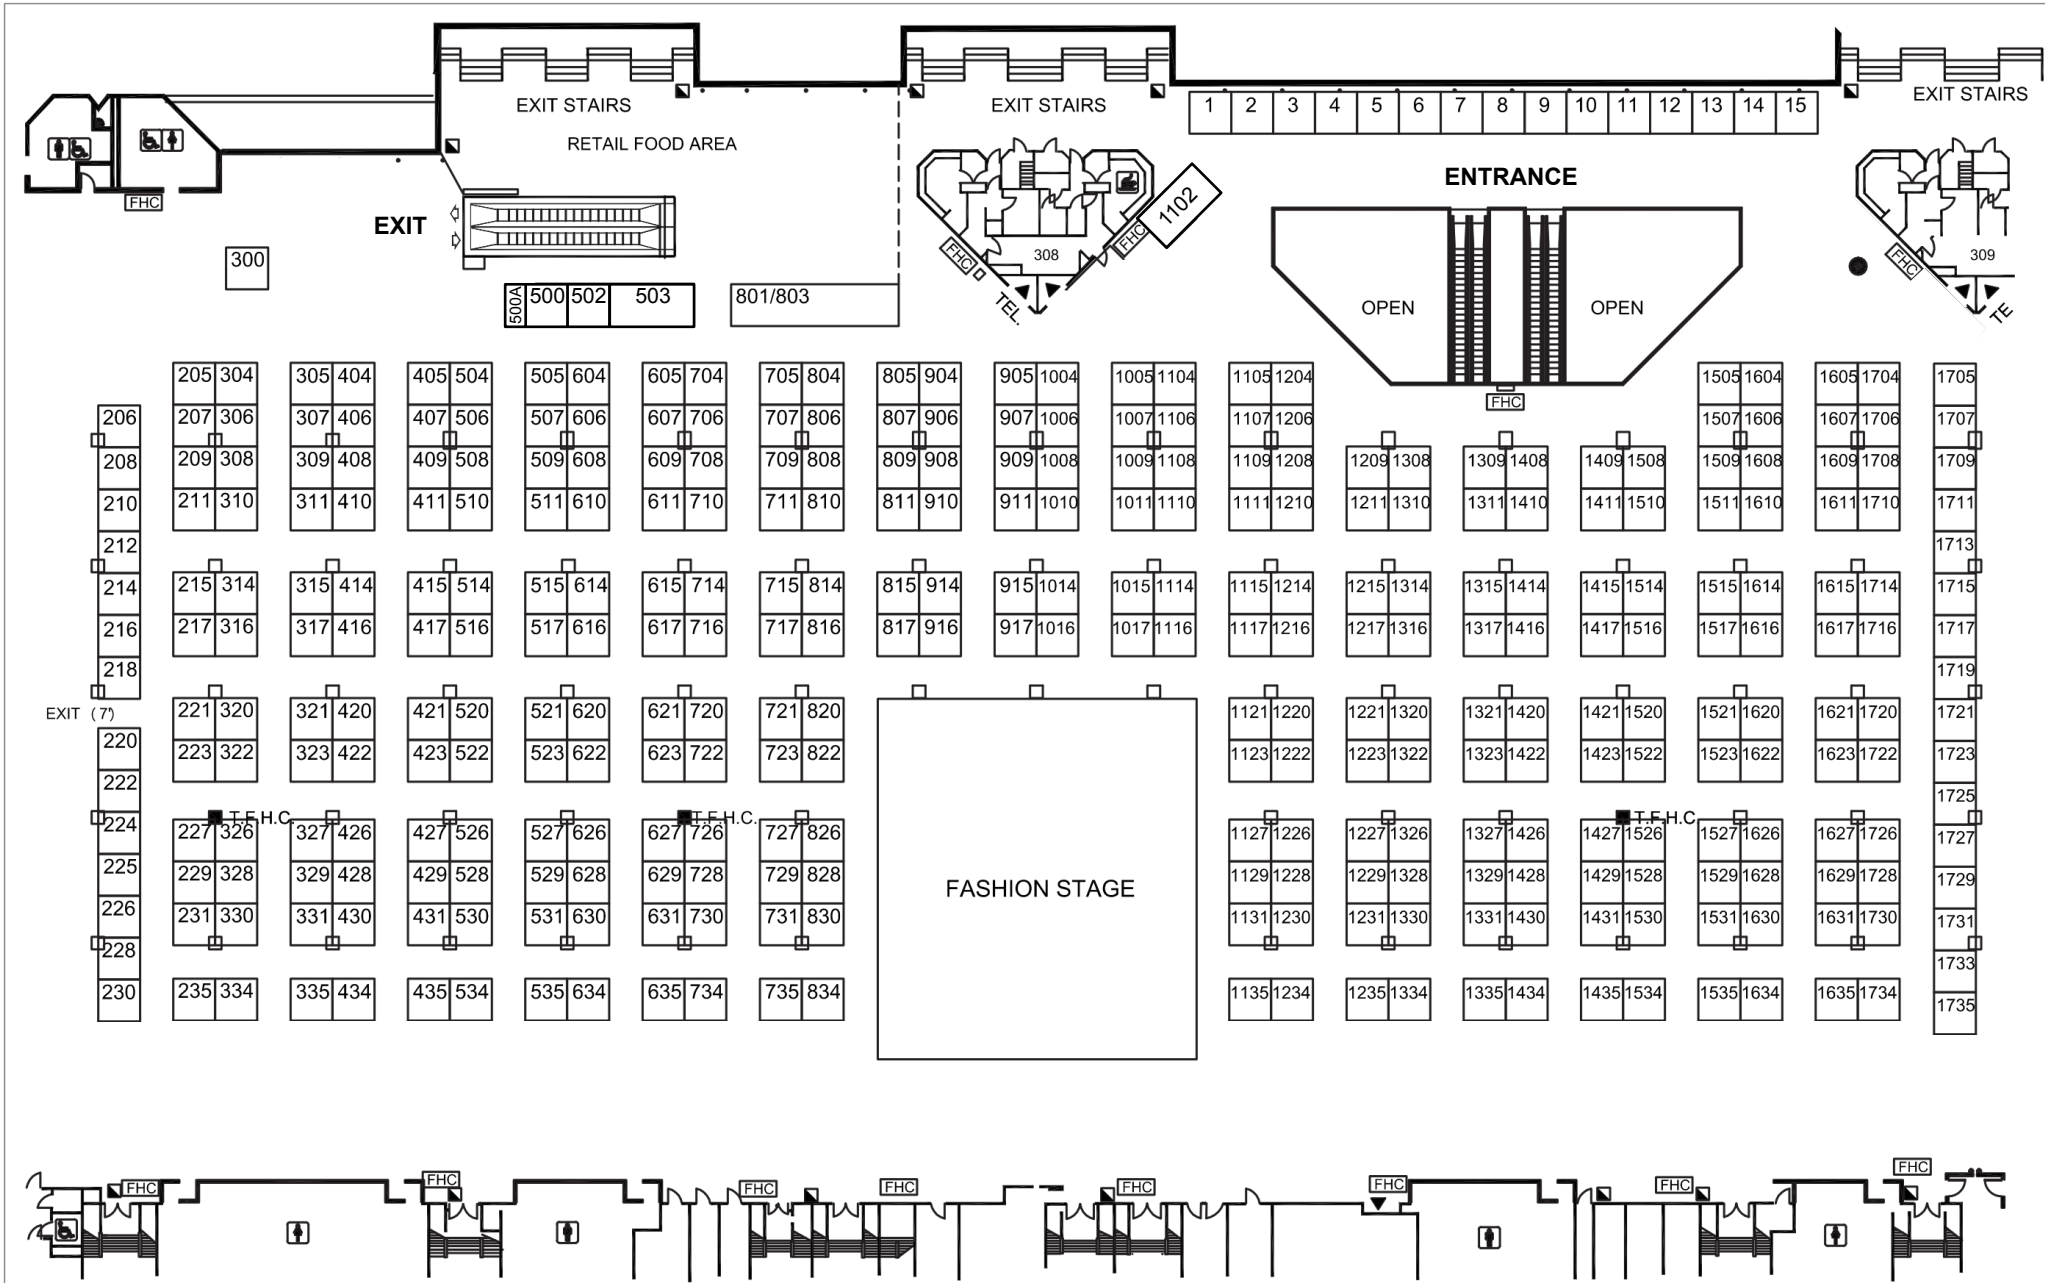 EXIT STAIRS
EXIT STAIRS
EXIT STAIRS
1 2 3 4 5 6 7 8 9 10 11 12 13 14 15
RETAIL FOOD AREA
ENTRANCE
FHC
EXIT
1102
FHC
FHC
308
FHC
309
300
TEL.
TE
OPEN
OPEN
500A 500 502 503
801/803
205 304 305 404 405 504 505 604 605 704 705 804 805 904 905 1004 1005 1104 1105 1204 1505 1604 1605 1704 1705
FHC
206 207 306 307 406 407 506 507 606 607 706 707 806 807 906 907 1006 1007 1106 1107 1206 1507 1606 1607 1706 1707
208 209 308 309 408 409 508 509 608 609 708 709 808 809 908 909 1008 1009 1108 1109 1208 1209 1308 1309 1408 1409 1508 1509 1608 1609 1708 1709
210 211 310 311 410 411 510 511 610 611 710 711 810 811 910 911 1010 1011 1110 1111 1210 1211 1310 1311 1410 1411 1510 1511 1610 1611 1710 1711
212 1713
214 215 314 315 414 415 514 515 614 615 714 715 814 815 914 915 1014 1015 1114 1115 1214 1215 1314 1315 1414 1415 1514 1515 1614 1615 1714 1715
216 217 316 317 416 417 516 517 616 617 716 717 816 817 916 917 1016 1017 1116 1117 1216 1217 1316 1317 1416 1417 1516 1517 1616 1617 1716 1717
218 1719
EXIT (7')
221 320 321 420 421 520 521 620 621 720 721 820 1121 1220 1221 1320 1321 1420 1421 1520 1521 1620 1621 1720 1721
220 223 322 323 422 423 522 523 622 623 722 723 822 1123 1222 1223 1322 1323 1422 1423 1522 1523 1622 1623 1722 1723
222 1725
T.F.H.C. T.F.H.C. T.F.H.C
224 227 326 327 426 427 526 527 626 627 726 727 826 1127 1226 1227 1326 1327 1426 1427 1526 1527 1626 1627 1726 1727
225 229 328 329 428 429 528 529 628 629 728 729 828 1129 1228 1229 1328 1329 1428 1429 1528 1529 1628 1629 1728 1729
FASHION STAGE
226 231 330 331 430 431 530 531 630 631 730 731 830 1131 1230 1231 1330 1331 1430 1431 1530 1531 1630 1631 1730 1731
228 1733
230 235 334 335 434 435 534 535 634 635 734 735 834 1135 1234 1235 1334 1335 1434 1435 1534 1535 1634 1635 1734 1735
FHC FHC FHC FHC FHC FHC FHC FHC